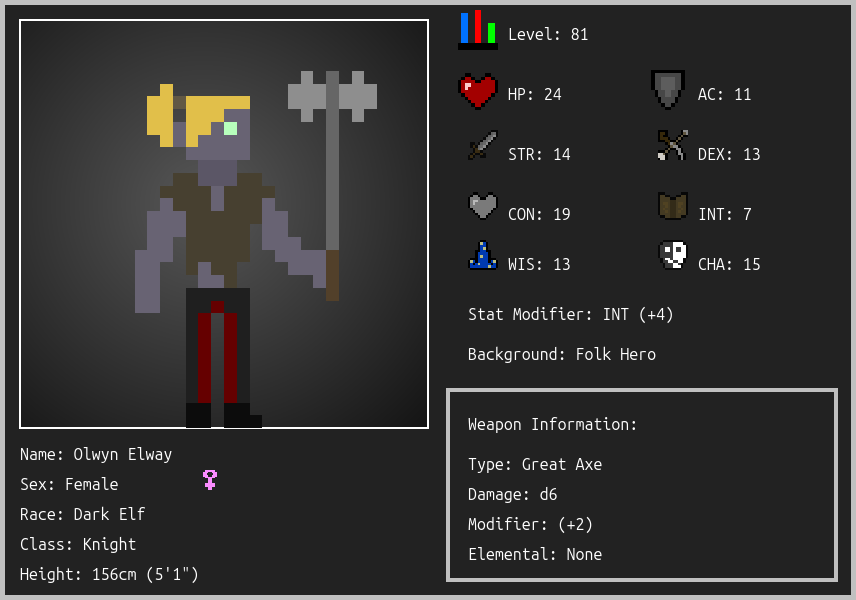 Level: 81
HP: 24 AC: 11
STR: 14 DEX: 13
CON: 19 INT: 7
WIS: 13 CHA: 15
Stat Modifier: INT (+4)
Background: Folk Hero
Weapon Information:
Type: Great Axe
Damage: d6
Modifier: (+2)
Elemental: None
Name: Olwyn Elway
Sex: Female
Race: Dark Elf
Class: Knight
Height: 156cm (5'1")